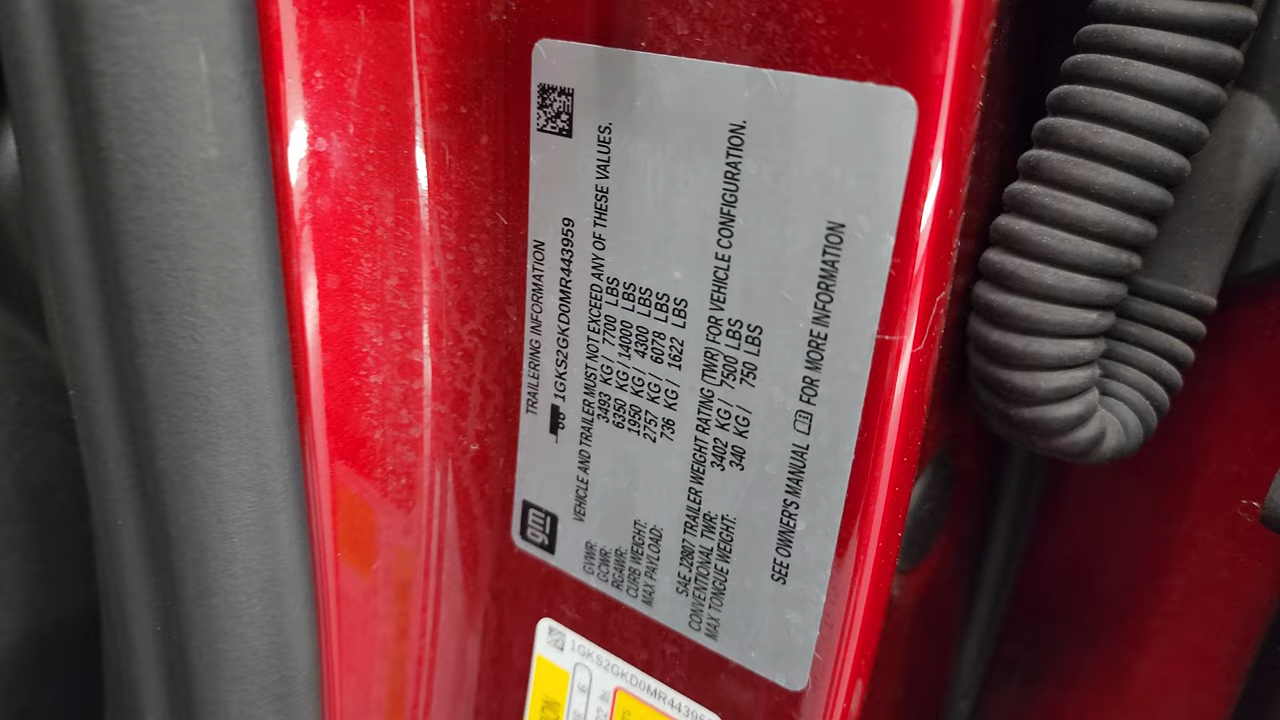 TRAILERING INFORMATION
gm
1GKS2GKD0MR443959
VEHICLE AND TRAILER MUST NOT EXCEED ANY OF THESE VALUES.
GVWR: 3493 KG / 7700 LBS
GCWR: 6350 KG / 14000 LBS
RGAWR: 1950 KG / 4300 LBS
CURB WEIGHT: 2757 KG / 6078 LBS
MAX PAYLOAD: 736 KG / 1622 LBS
SAE J2807 TRAILER WEIGHT RATING (TWR) FOR VEHICLE CONFIGURATION.
CONVENTIONAL TWR: 3402 KG / 7500 LBS
MAX TONGUE WEIGHT: 340 KG / 750 LBS
SEE OWNER'S MANUAL FOR MORE INFORMATION
1GKS2GKD0MR44395